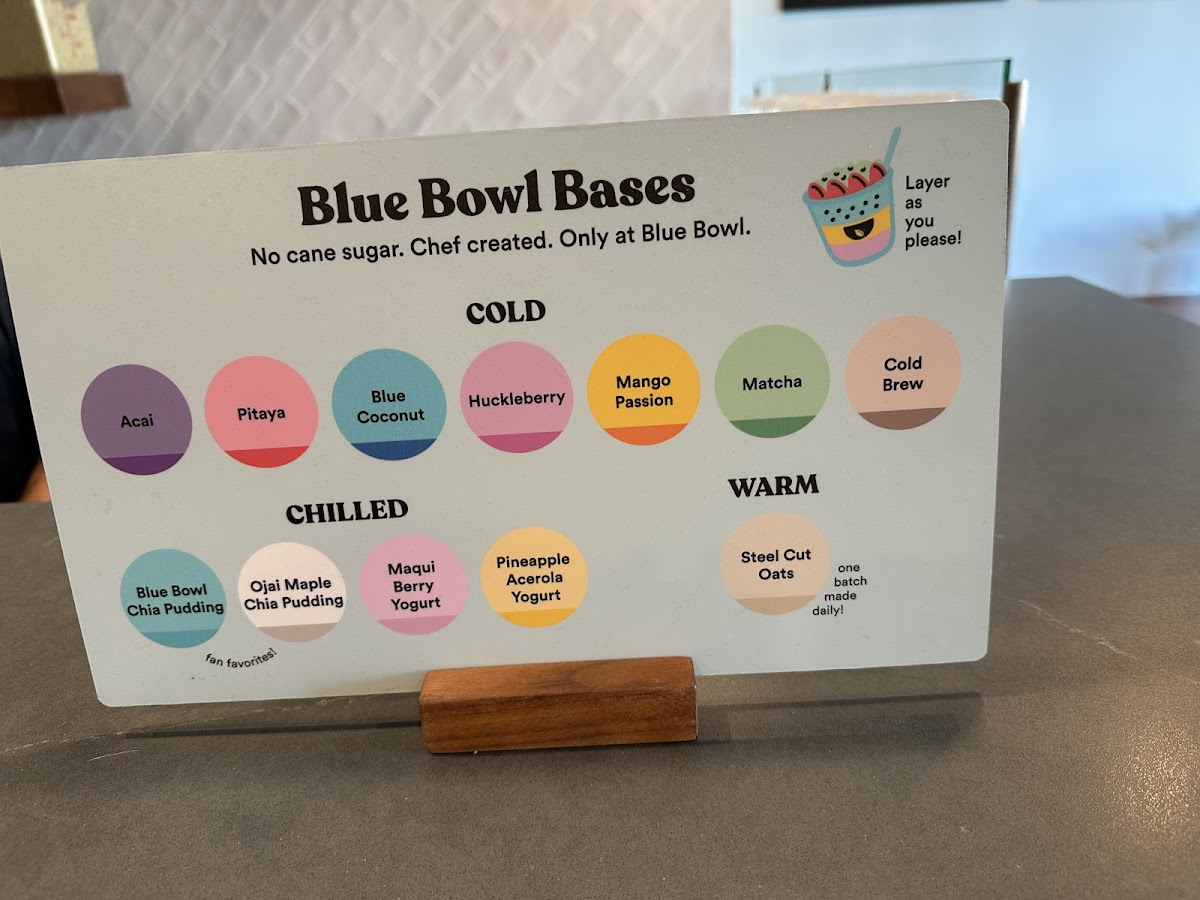 Blue Bowl Bases
No cane sugar. Chef created. Only at Blue Bowl.
Layer
as
you
please!
COLD
Acai
Pitaya
Blue
Coconut
Huckleberry
Mango
Passion
Matcha
Cold
Brew
CHILLED
Blue Bowl
Chia Pudding
Ojai Maple
Chia Pudding
fan favorites!
Maqui
Berry
Yogurt
Pineapple
Acerola
Yogurt
WARM
Steel Cut
Oats
one
batch
made
daily!